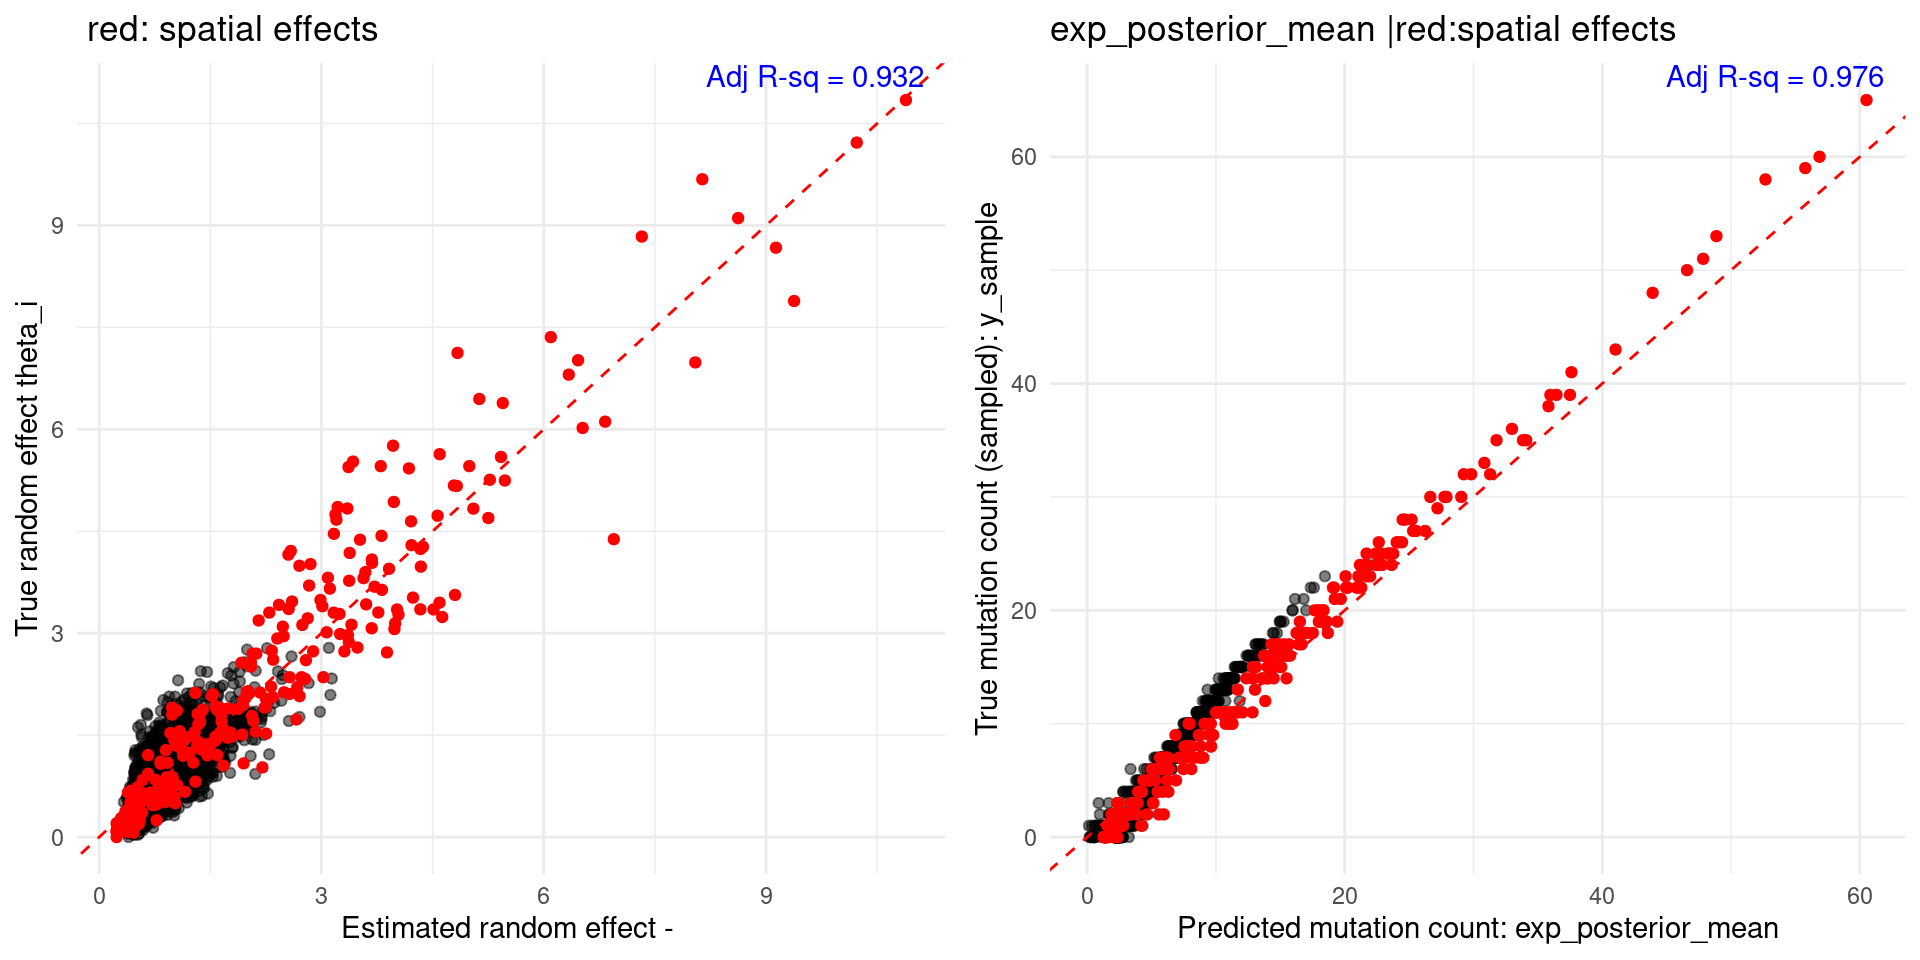 red: spatial effects
Adj R-sq = 0.932
True random effect theta_i
9
6
3
0
0 3 6 9
Estimated random effect -
exp_posterior_mean |red:spatial effects
Adj R-sq = 0.976
True mutation count (sampled): y_sample
60
40
20
0
0 20 40 60
Predicted mutation count: exp_posterior_mean